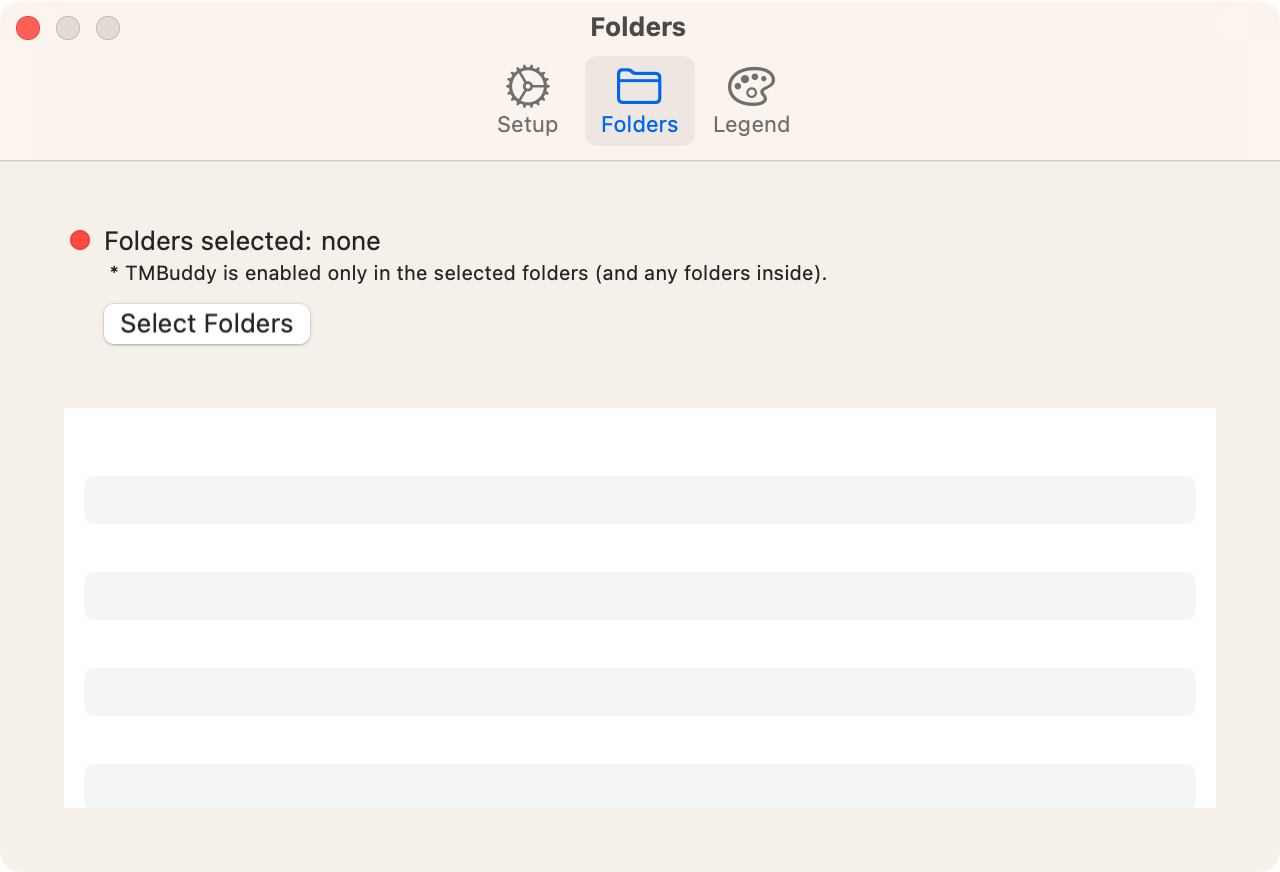 Folders
Setup
Folders
Legend
Folders selected: none
* TMBuddy is enabled only in the selected folders (and any folders inside).
Select Folders